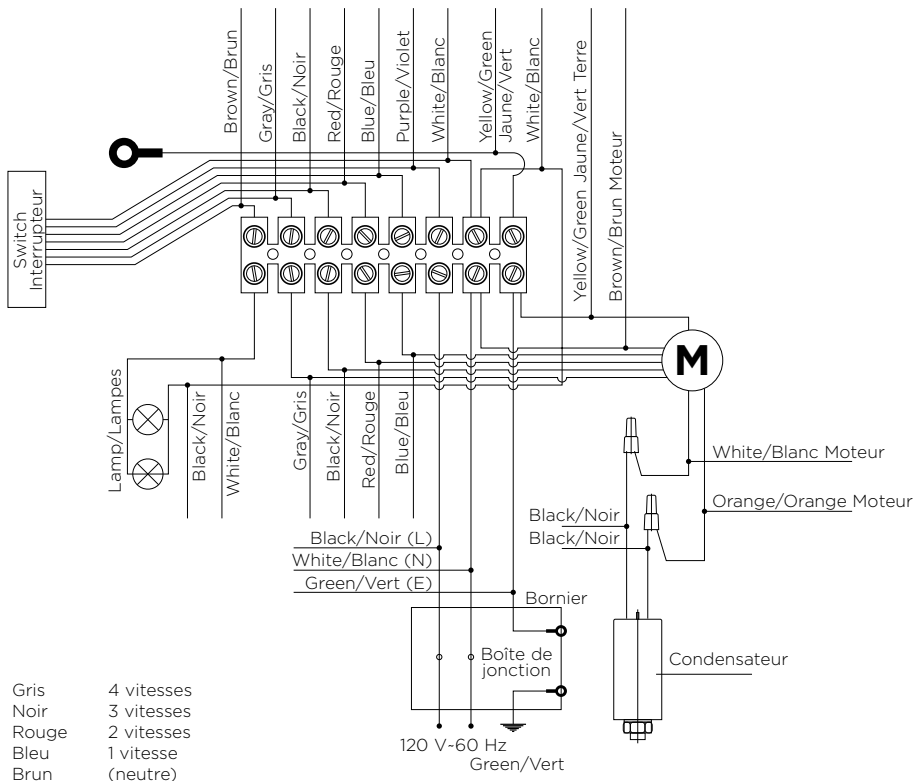 Brown/Brun
Gray/Gris
Black/Noir
Red/Rouge
Blue/Bleu
Purple/Violet
White/Blanc
Yellow/Green
Jaune/Vert
White/Blanc
Yellow/Green Jaune/Vert Terre
Brown/Brun Moteur
Switch
Interrupteur
M
Lamp/Lampes
Black/Noir
White/Blanc
Gray/Gris
Black/Noir
Red/Rouge
Blue/Bleu
White/Blanc Moteur
Orange/Orange Moteur
Black/Noir
Black/Noir
Black/Noir (L)
White/Blanc (N)
Green/Vert (E)
Bornier
Boîte de
jonction
Condensateur
120 V~60 Hz
Green/Vert
Gris 4 vitesses
Noir 3 vitesses
Rouge 2 vitesses
Bleu 1 vitesse
Brun (neutre)